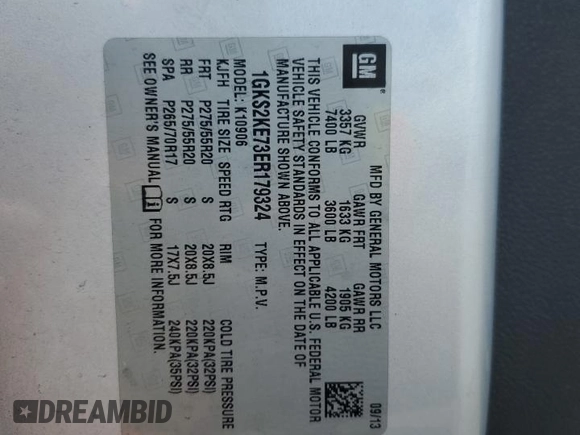 GM
MFD BY GENERAL MOTORS LLC 09/13
GVWR GAWR FRT GAWR RR
3357 KG 1633 KG 1905 KG
7400 LB 3600 LB 4200 LB
THIS VEHICLE CONFORMS TO ALL APPLICABLE U.S. FEDERAL MOTOR
VEHICLE SAFETY STANDARDS IN EFFECT ON THE DATE OF
MANUFACTURE SHOWN ABOVE.
1GKS2KE73ER179324 TYPE: M.P.V.
MODEL: K10906
KJFH TIRE SIZE SPEED RTG RIM COLD TIRE PRESSURE
FRT P275/55R20 S 20X8.5J 220KPA(32PSI)
RR P275/55R20 S 20X8.5J 220KPA(32PSI)
SPA P265/70R17 S 17X7.5J 240KPA(35PSI)
SEE OWNER'S MANUAL FOR MORE INFORMATION.
DREAMBID